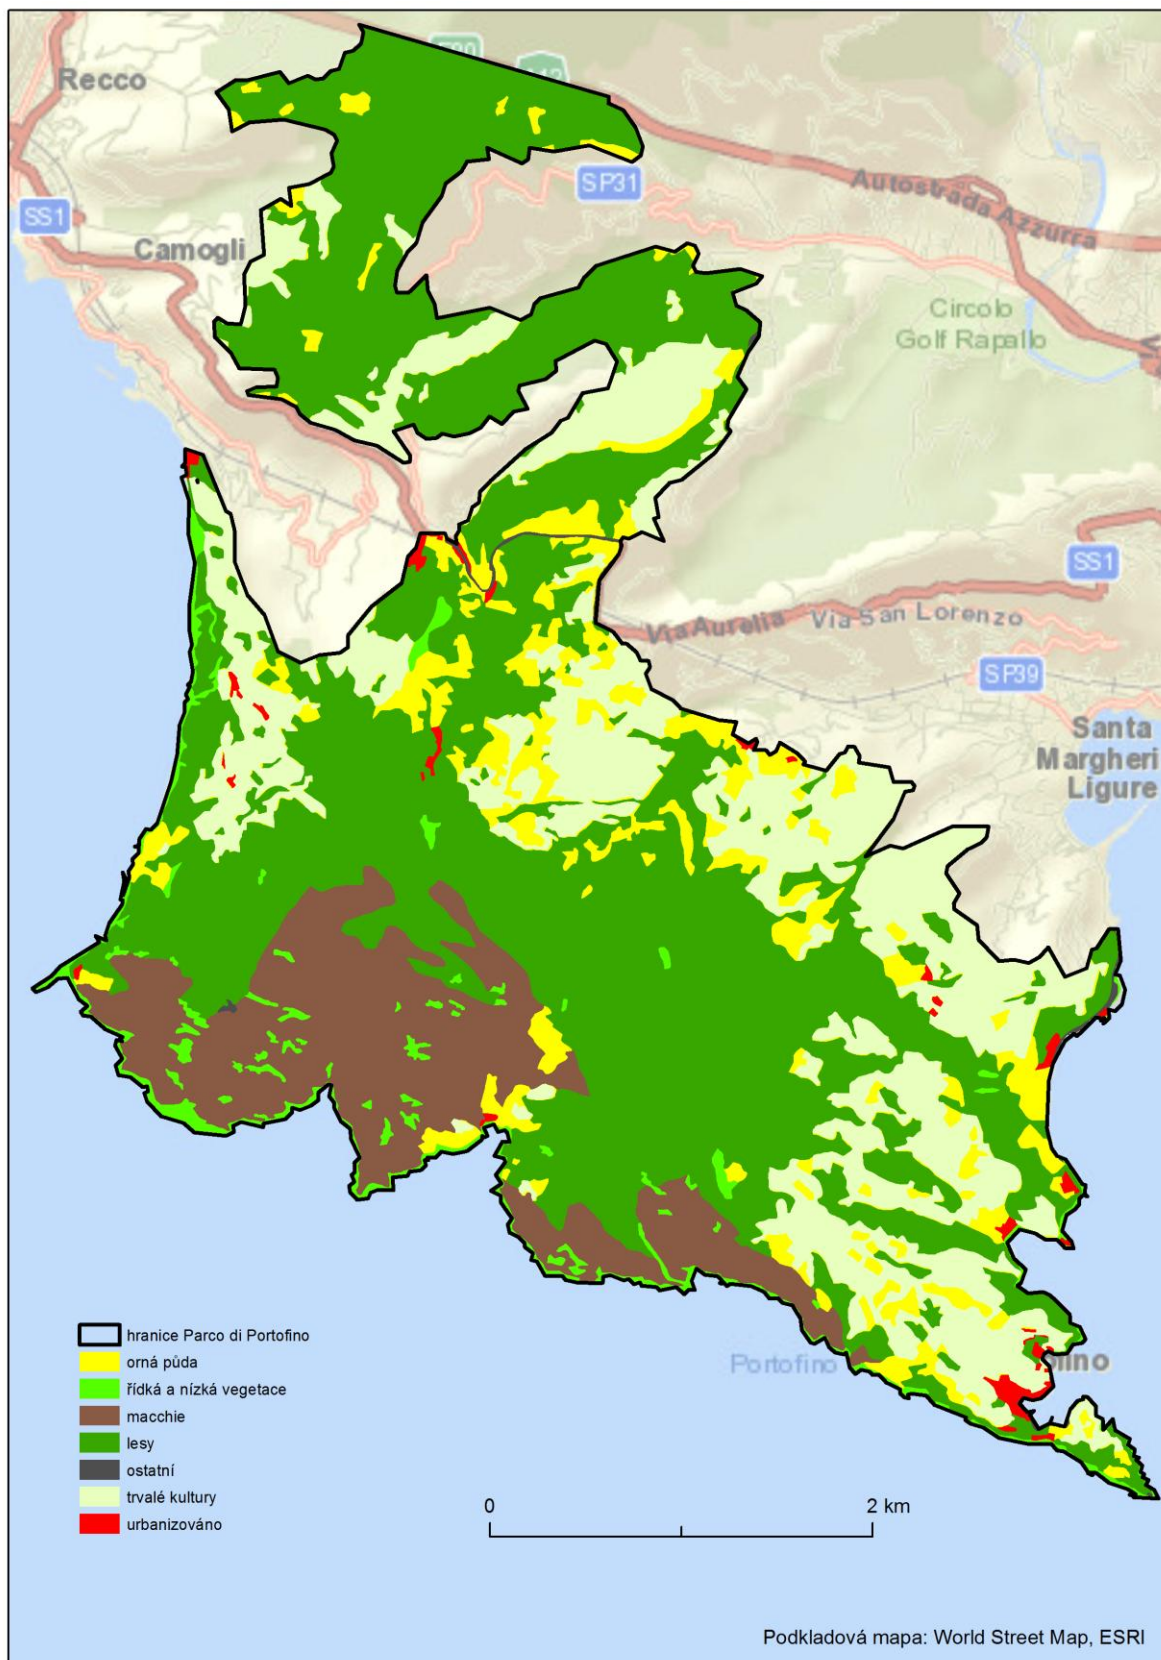 Recco
SP31
SS1
Autostrada Azzurra
Camogli
Circolo
Golf Rapallo
SS1
Via Aurelia
Via San Lorenzo
SP39
Santa
Margheri
Ligure
hranice Parco di Portofino
orná půda
řídká a nízká vegetace
macchie
lesy
ostatní
trvalé kultury
urbanizováno
Portofino
ofino
0
2 km
Podkladová mapa: World Street Map, ESRI